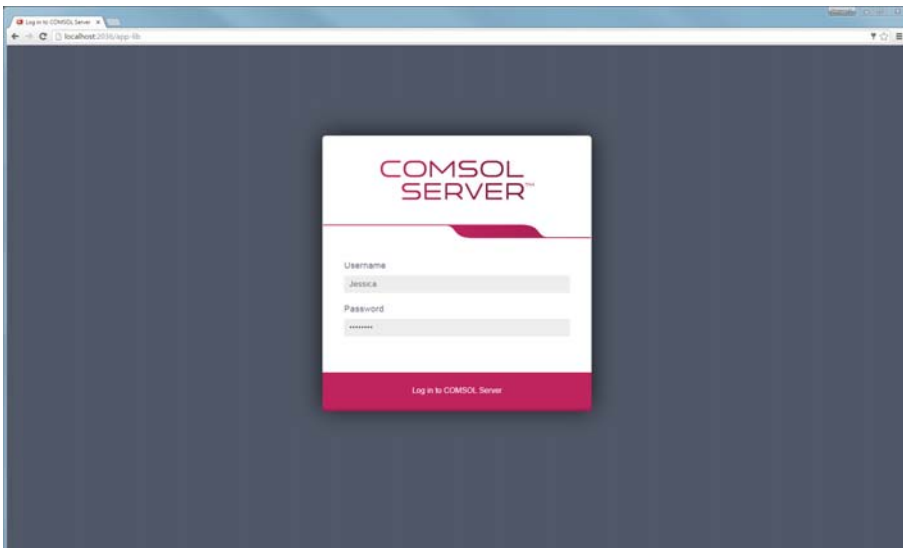 Log in to COMSOL Server
localhost:2036/app-lib
COMSOL
SERVER™
Username
Jessica
Password
••••••••
Log in to COMSOL Server